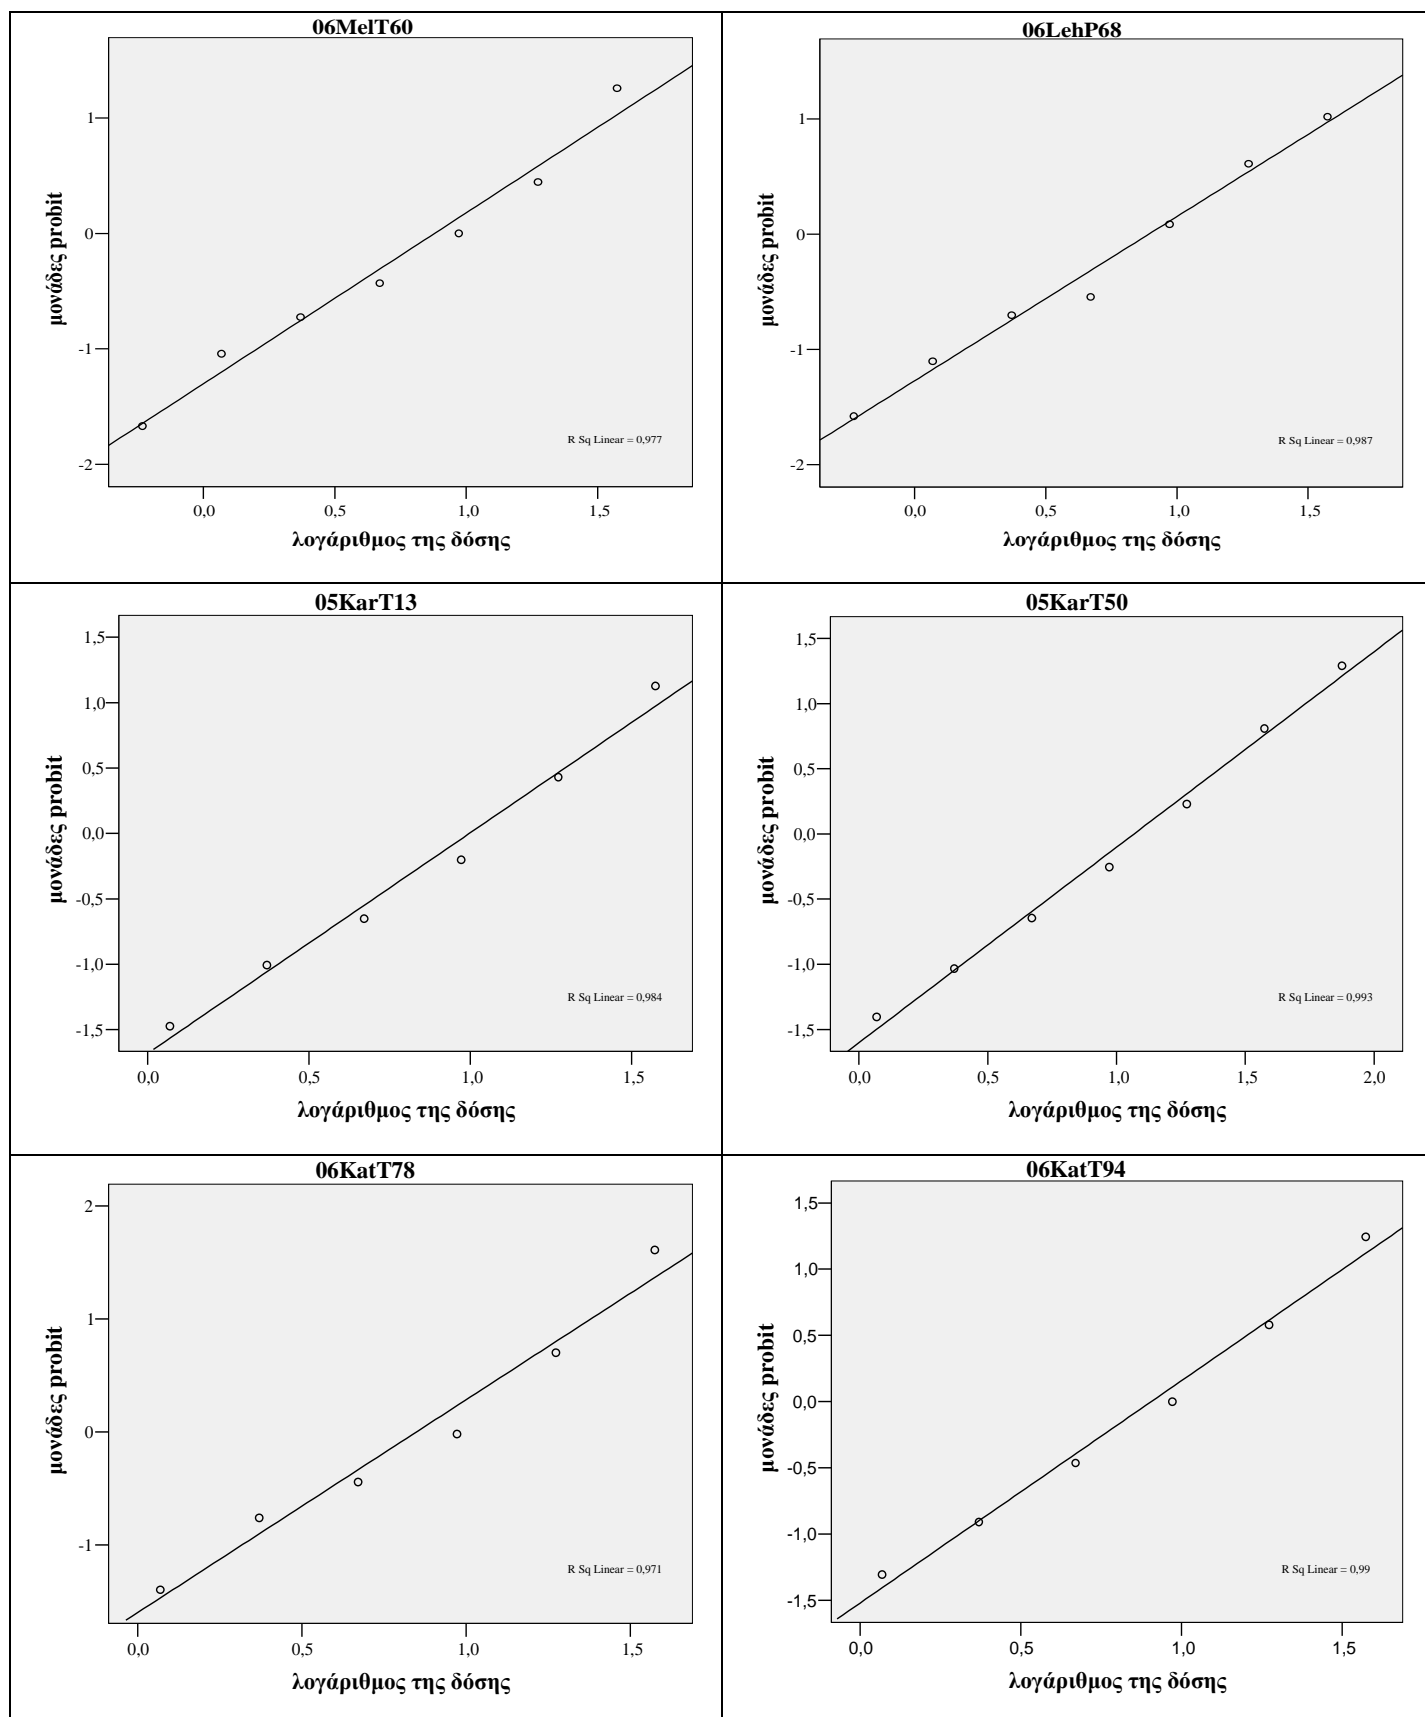 06MelT60
1
0
-1
-2
μονάδες probit
R Sq Linear = 0,977
0,0 0,5 1,0 1,5
λογάριθμος της δόσης
06LehP68
1
0
-1
-2
μονάδες probit
R Sq Linear = 0,987
0,0 0,5 1,0 1,5
λογάριθμος της δόσης
05KarT13
1,5
1,0
0,5
0,0
-0,5
-1,0
-1,5
μονάδες probit
R Sq Linear = 0,984
0,0 0,5 1,0 1,5
λογάριθμος της δόσης
05KarT50
1,5
1,0
0,5
0,0
-0,5
-1,0
-1,5
μονάδες probit
R Sq Linear = 0,993
0,0 0,5 1,0 1,5 2,0
λογάριθμος της δόσης
06KatT78
2
1
0
-1
μονάδες probit
R Sq Linear = 0,971
0,0 0,5 1,0 1,5
λογάριθμος της δόσης
06KatT94
1,5
1,0
0,5
0,0
-0,5
-1,0
-1,5
μονάδες probit
R Sq Linear = 0,99
0,0 0,5 1,0 1,5
λογάριθμος της δόσης